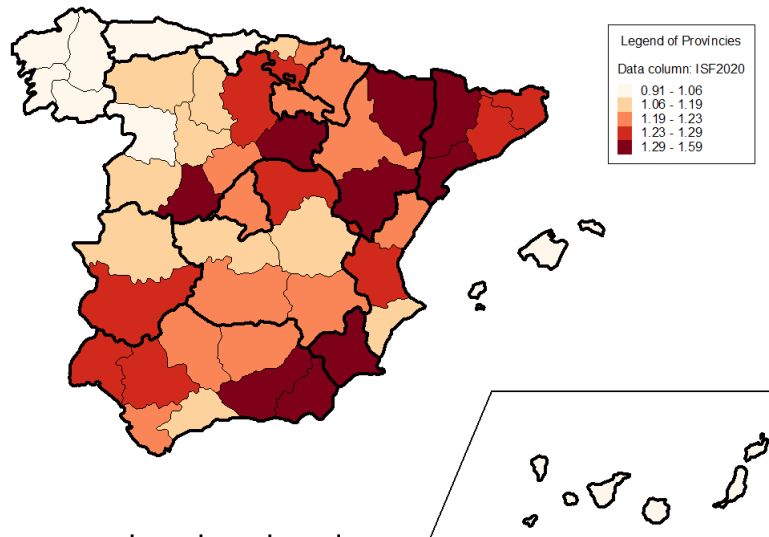 Legend of Províncies
Data column: ISF2020
0.91 - 1.06
1.06 - 1.19
1.19 - 1.23
1.23 - 1.29
1.29 - 1.59